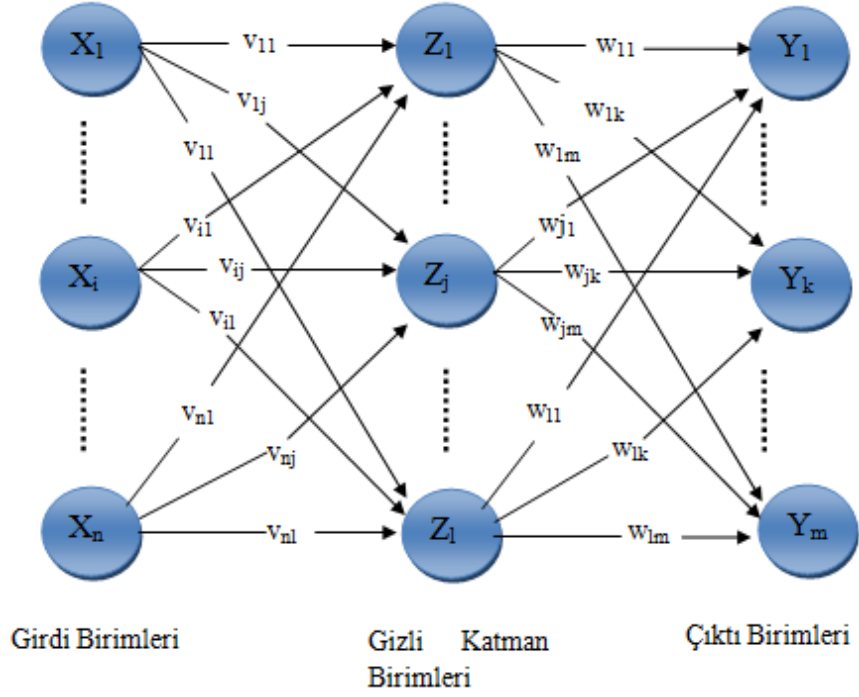 X1 v11 Z1 w11 Y1
v1j w1k
v1l w1m
vi1 wj1
Xi vij Zj wjk Yk
vil wjm
vn1 wl1
vnj wlk
Xn vnl Zl wlm Ym
Girdi Birimleri
Gizli Katman
Birimleri
Çıktı Birimleri